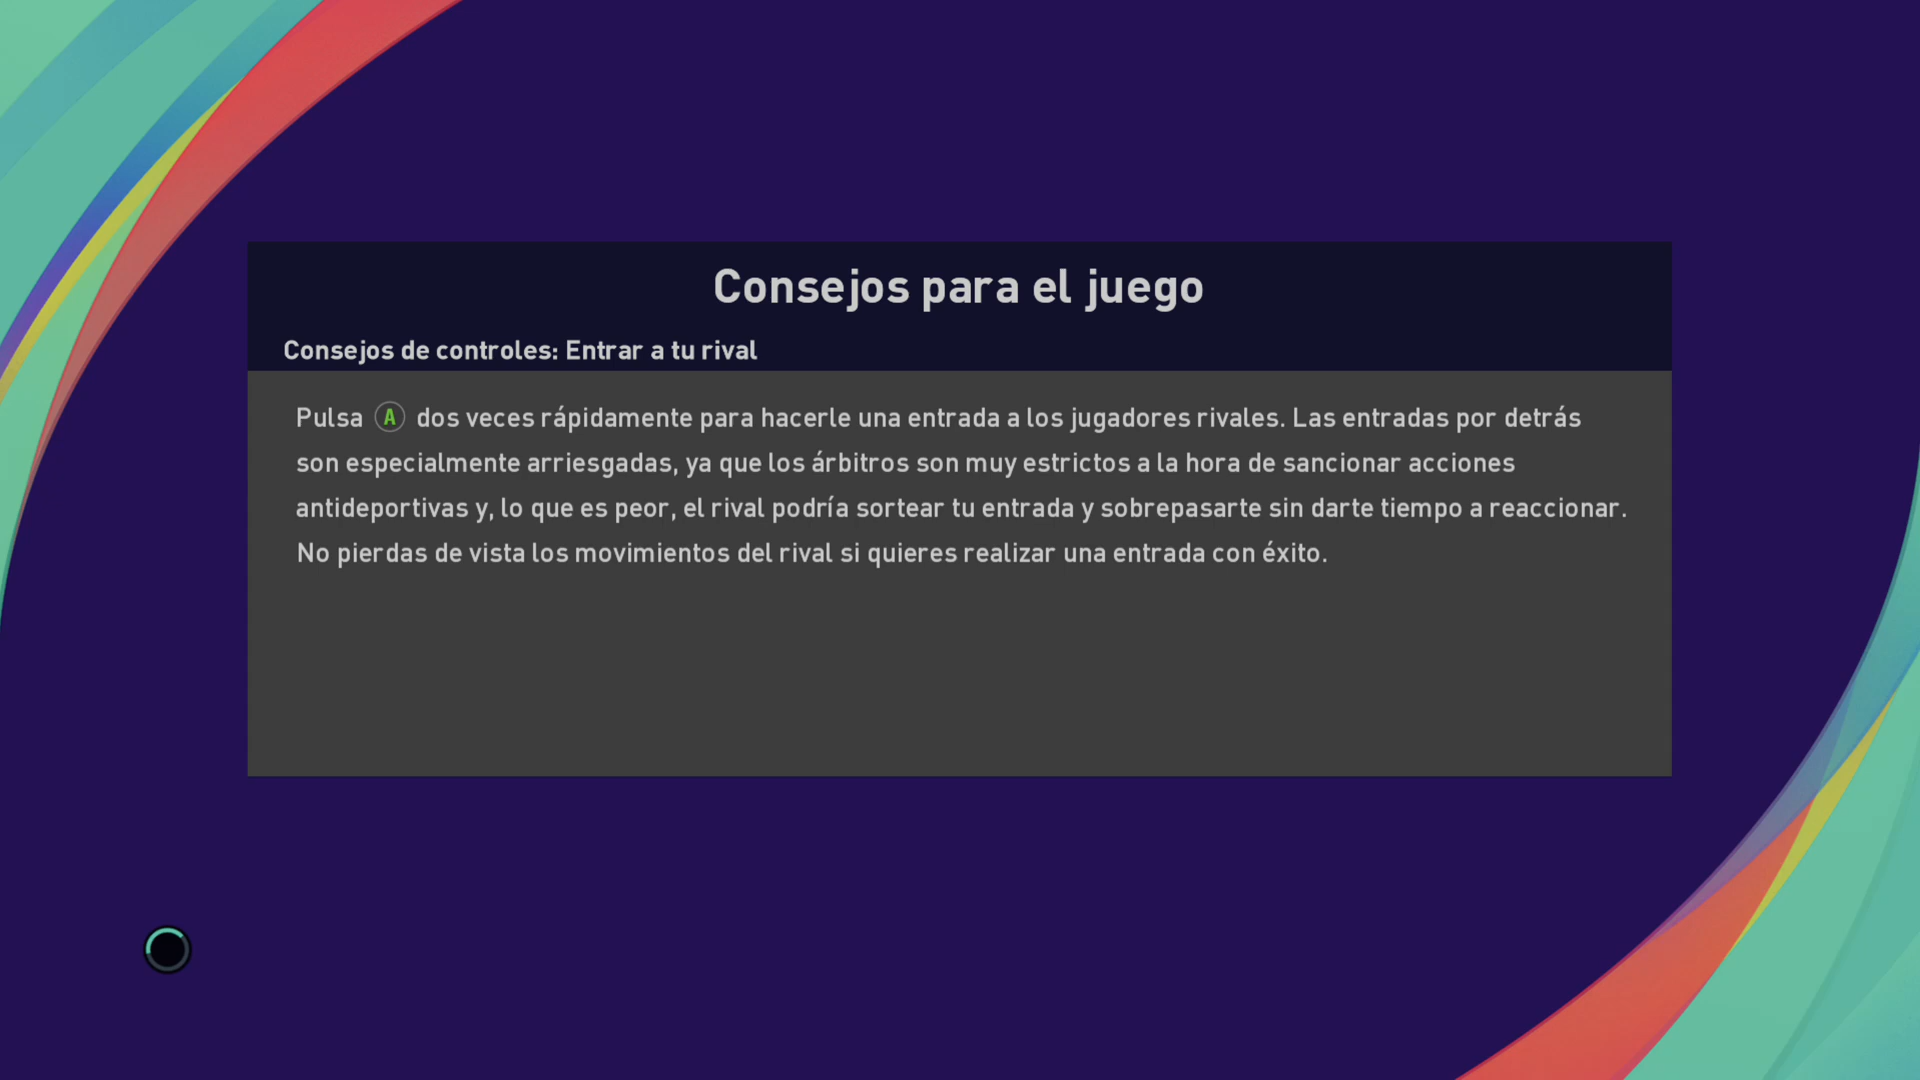 Consejos para el juego
Consejos de controles: Entrar a tu rival
Pulsa A dos veces rápidamente para hacerle una entrada a los jugadores rivales. Las entradas por detrás
son especialmente arriesgadas, ya que los árbitros son muy estrictos a la hora de sancionar acciones
antideportivas y, lo que es peor, el rival podría sortear tu entrada y sobrepasarte sin darte tiempo a reaccionar.
No pierdas de vista los movimientos del rival si quieres realizar una entrada con éxito.